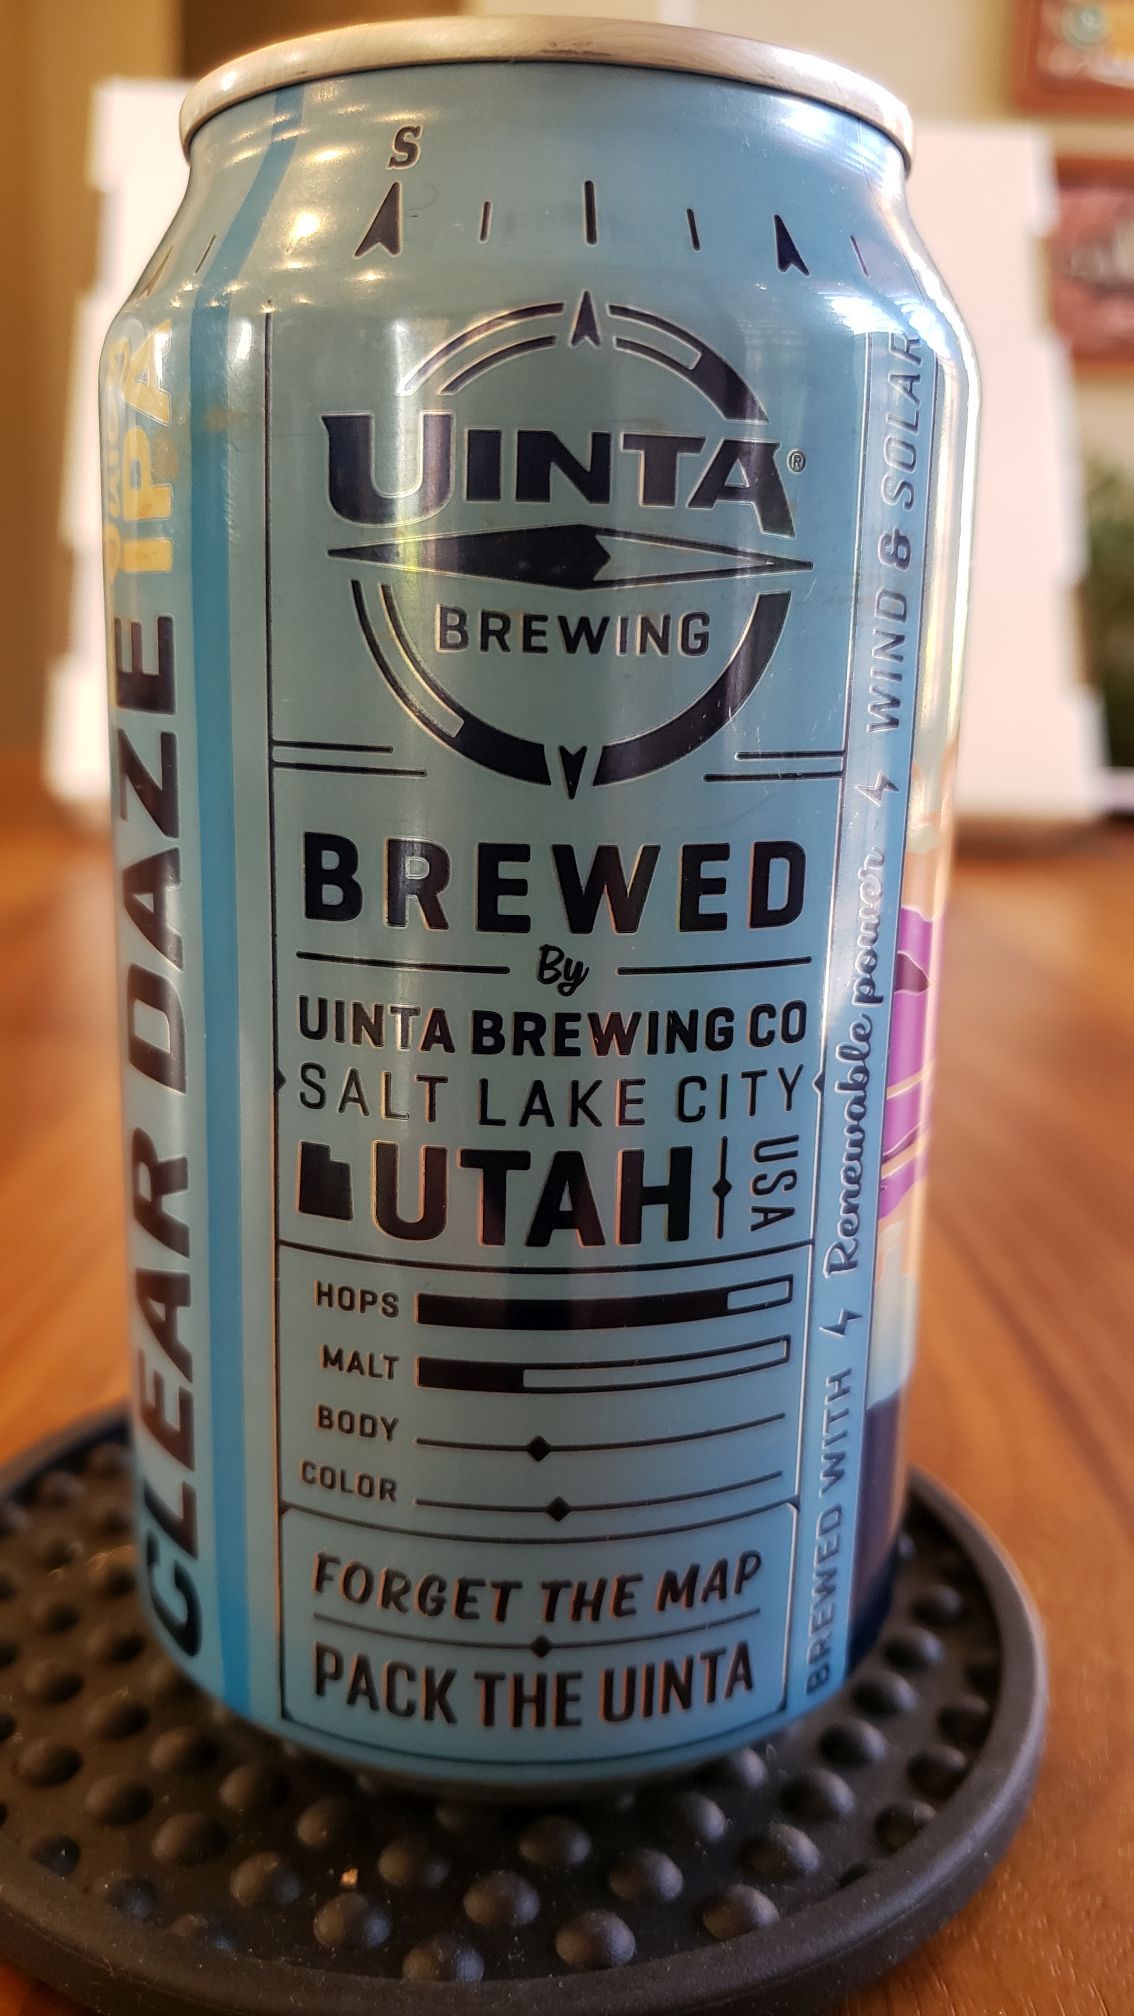 S
UINTA®
BREWING
BREWED
By
UINTA BREWING CO
SALT LAKE CITY
UTAH USA
HOPS
MALT
BODY
COLOR
FORGET THE MAP
PACK THE UINTA
CLEAR DAZE
IPA
BREWED WITH Renewable power WIND & SOLAR